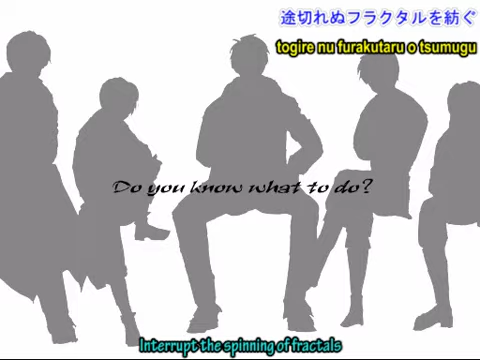 途切れぬフラクタルを紡ぐ
togire nu furakutaru o tsumugu
Do you know what to do?
Interrupt the spinning of fractals